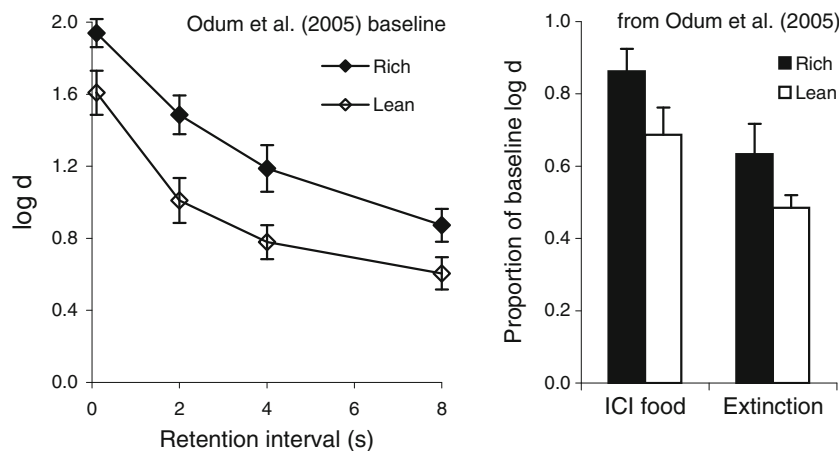 Odum et al. (2005) baseline
Rich
Lean
2.0
1.6
1.2
0.8
0.4
0.0
log d
0
2
4
6
8
Retention interval (s)
from Odum et al. (2005)
Rich
Lean
1.0
0.8
0.6
0.4
0.2
0.0
Proportion of baseline log d
ICI food
Extinction